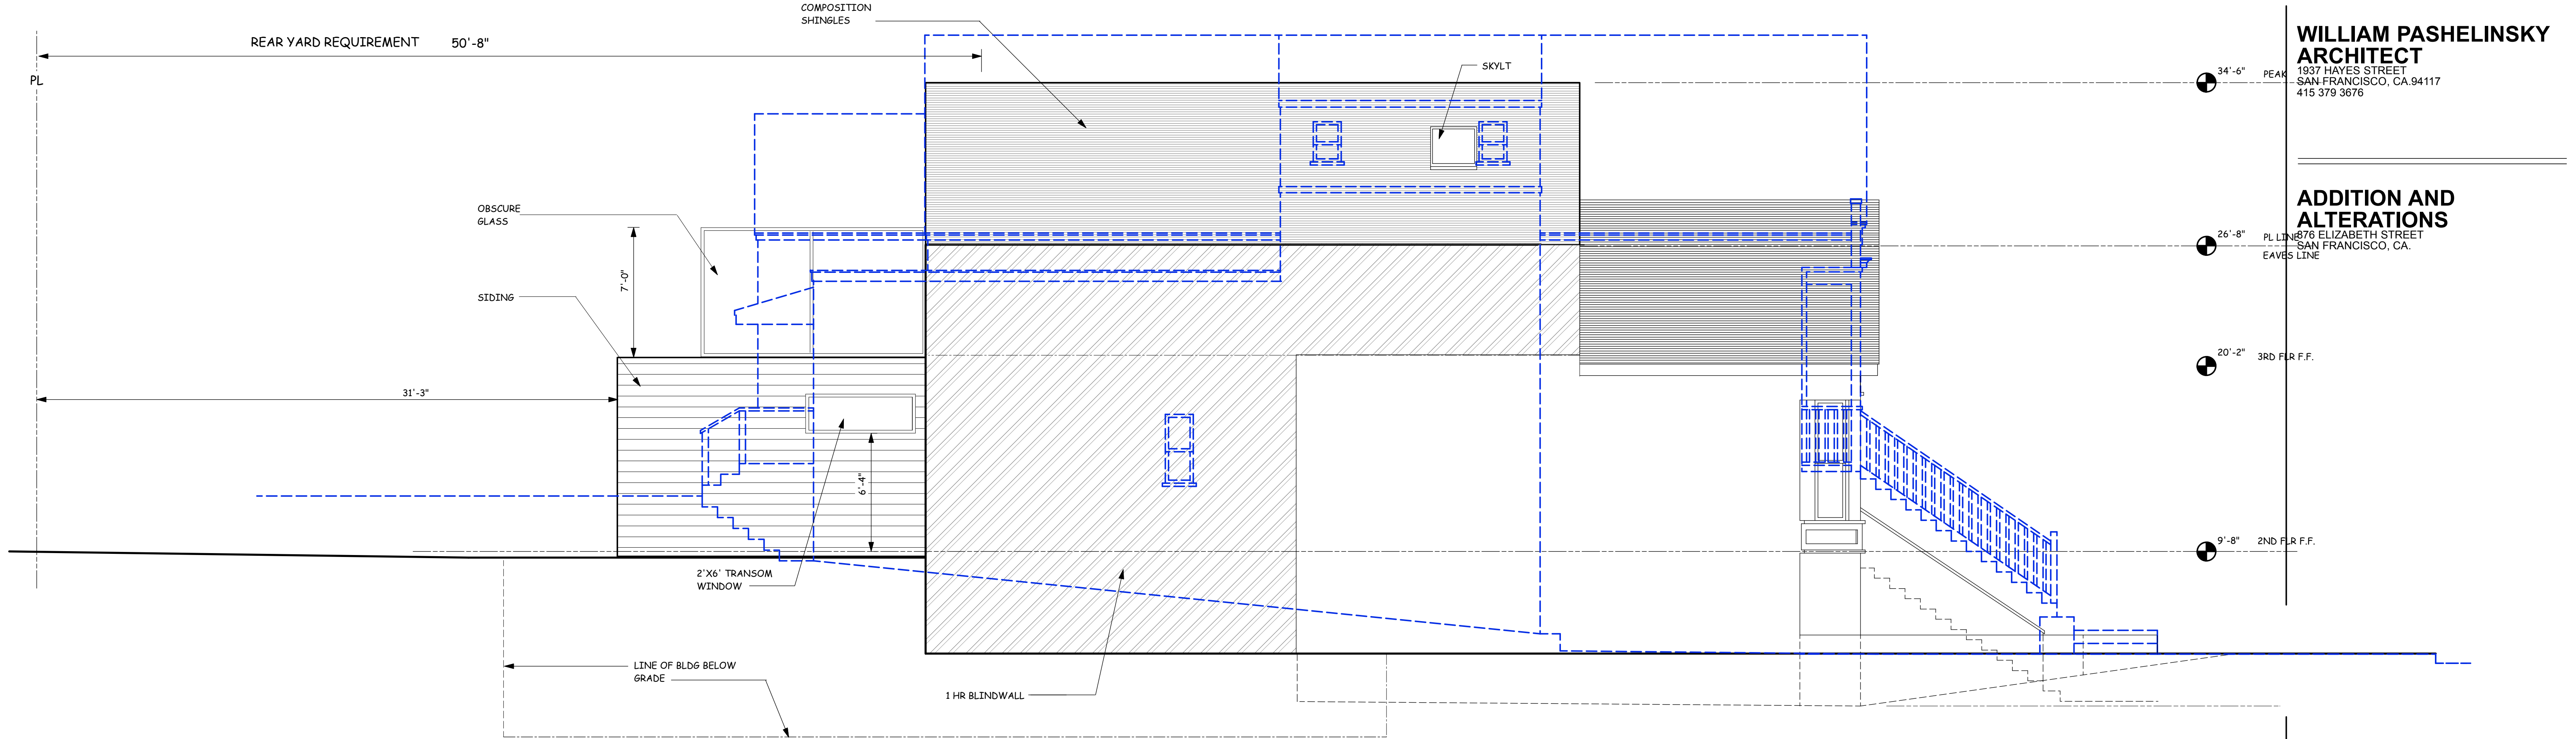 COMPOSITION
SHINGLES
REAR YARD REQUIREMENT 50'-8"
PL
SKYLT
34'-6" PEAK
OBSCURE
GLASS
7'-0"
SIDING
26'-8" PL LINE
EAVES LINE
20'-2" 3RD FLR F.F.
31'-3"
6'-4"
9'-8" 2ND FLR F.F.
2'X6' TRANSOM
WINDOW
LINE OF BLDG BELOW
GRADE
1 HR BLINDWALL
WILLIAM PASHELINSKY
ARCHITECT
1937 HAYES STREET
SAN FRANCISCO, CA.94117
415 379 3676
ADDITION AND
ALTERATIONS
876 ELIZABETH STREET
SAN FRANCISCO, CA.